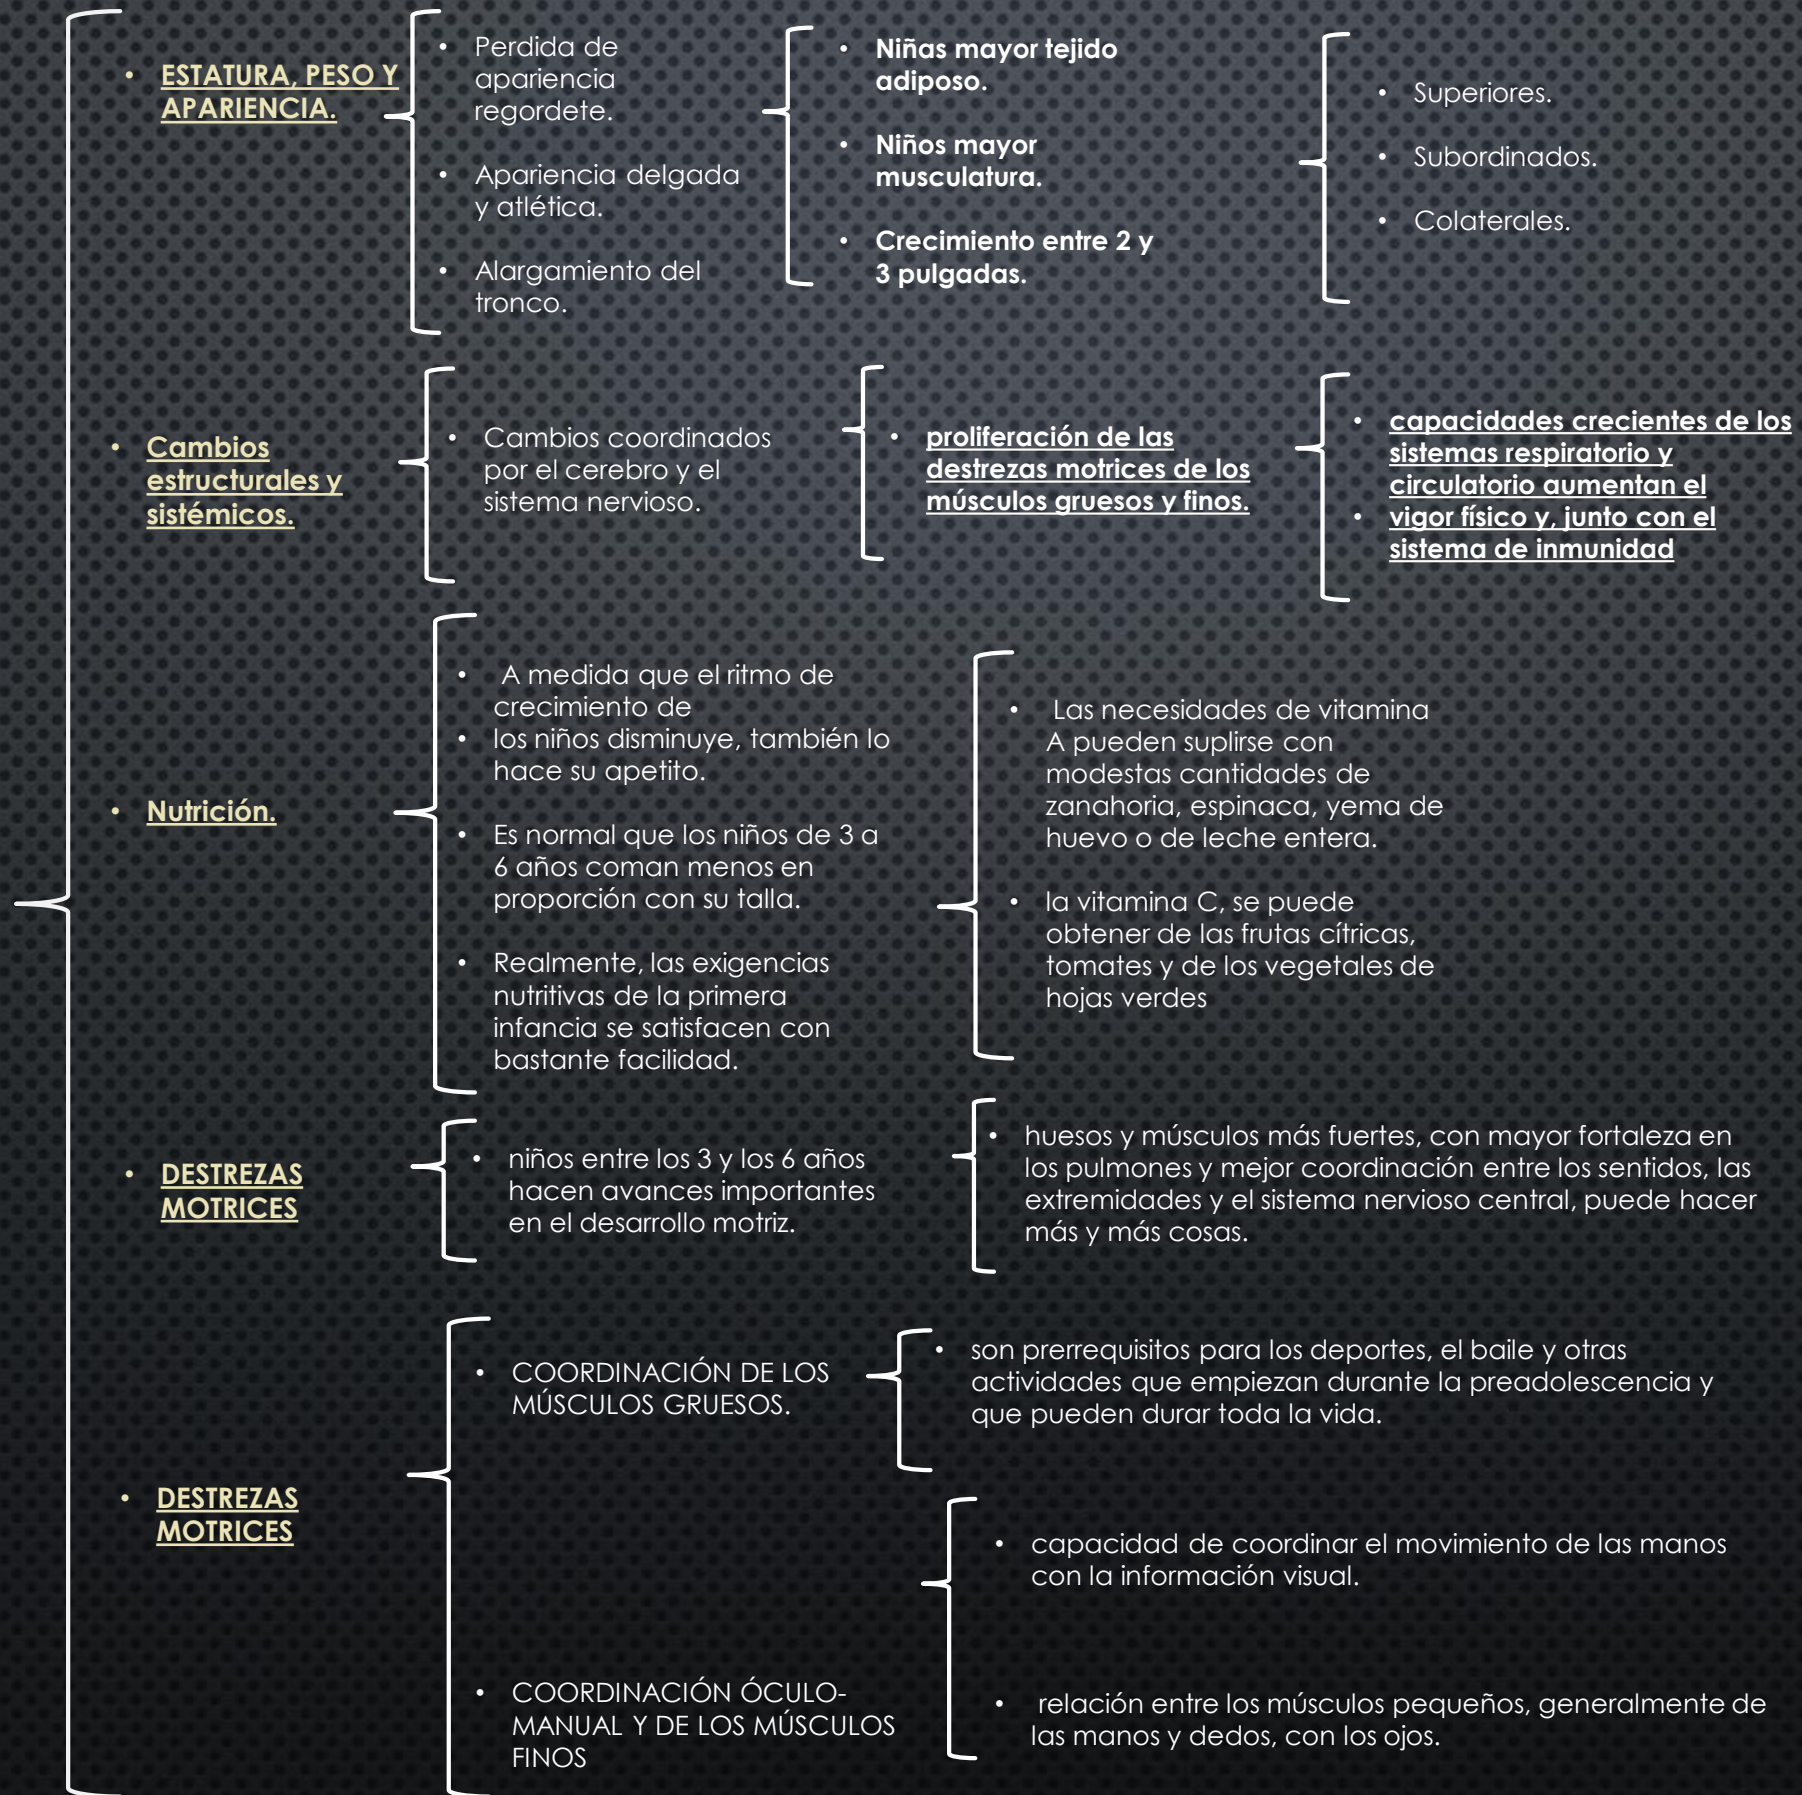 • ESTATURA, PESO Y
APARIENCIA.
• Perdida de
apariencia
regordete.
• Apariencia delgada
y atlética.
• Alargamiento del
tronco.
• Niñas mayor tejido
adiposo.
• Niños mayor
musculatura.
• Crecimiento entre 2 y
3 pulgadas.
• Superiores.
• Subordinados.
• Colaterales.
• Cambios
estructurales y
sistémicos.
• Cambios coordinados
por el cerebro y el
sistema nervioso.
• proliferación de las
destrezas motrices de los
músculos gruesos y finos.
• capacidades crecientes de los
sistemas respiratorio y
circulatorio aumentan el
• vigor físico y, junto con el
sistema de inmunidad
• Nutrición.
• A medida que el ritmo de
crecimiento de
• los niños disminuye, también lo
hace su apetito.
• Es normal que los niños de 3 a
6 años coman menos en
proporción con su talla.
• Realmente, las exigencias
nutritivas de la primera
infancia se satisfacen con
bastante facilidad.
• Las necesidades de vitamina
A pueden suplirse con
modestas cantidades de
zanahoria, espinaca, yema de
huevo o de leche entera.
• la vitamina C, se puede
obtener de las frutas cítricas,
tomates y de los vegetales de
hojas verdes
• DESTREZAS
MOTRICES
• niños entre los 3 y los 6 años
hacen avances importantes
en el desarrollo motriz.
• huesos y músculos más fuertes, con mayor fortaleza en
los pulmones y mejor coordinación entre los sentidos, las
extremidades y el sistema nervioso central, puede hacer
más y más cosas.
• DESTREZAS
MOTRICES
• COORDINACIÓN DE LOS
MÚSCULOS GRUESOS.
• son prerrequisitos para los deportes, el baile y otras
actividades que empiezan durante la preadolescencia y
que pueden durar toda la vida.
• COORDINACIÓN ÓCULO-
MANUAL Y DE LOS MÚSCULOS
FINOS
• capacidad de coordinar el movimiento de las manos
con la información visual.
• relación entre los músculos pequeños, generalmente de
las manos y dedos, con los ojos.